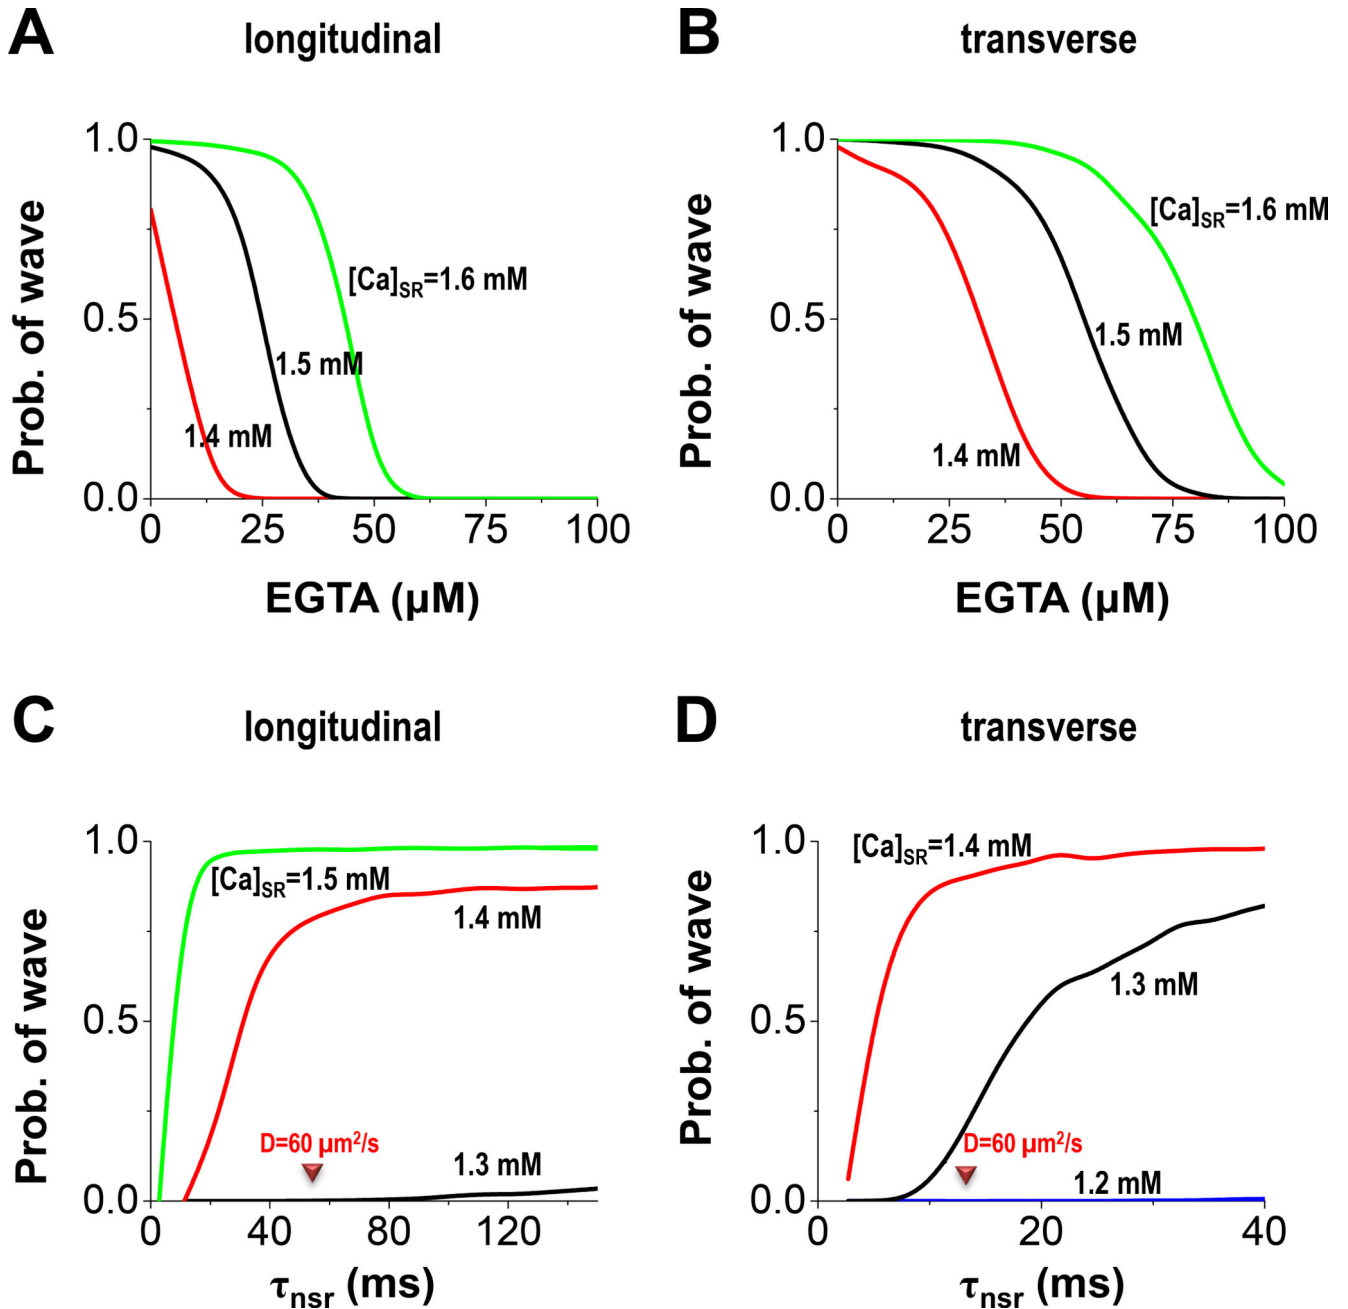 A
longitudinal
Prob. of wave
1.0
0.5
0.0
[Ca]SR=1.6 mM
1.5 mM
1.4 mM
0 25 50 75 100
EGTA (µM)
B
transverse
Prob. of wave
1.0
0.5
0.0
[Ca]SR=1.6 mM
1.5 mM
1.4 mM
0 25 50 75 100
EGTA (µM)
C
longitudinal
Prob. of wave
1.0
0.5
0.0
[Ca]SR=1.5 mM
1.4 mM
D=60 µm²/s
1.3 mM
0 40 80 120
τnsr (ms)
D
transverse
Prob. of wave
1.0
0.5
0.0
[Ca]SR=1.4 mM
1.3 mM
D=60 µm²/s
1.2 mM
0 20 40
τnsr (ms)